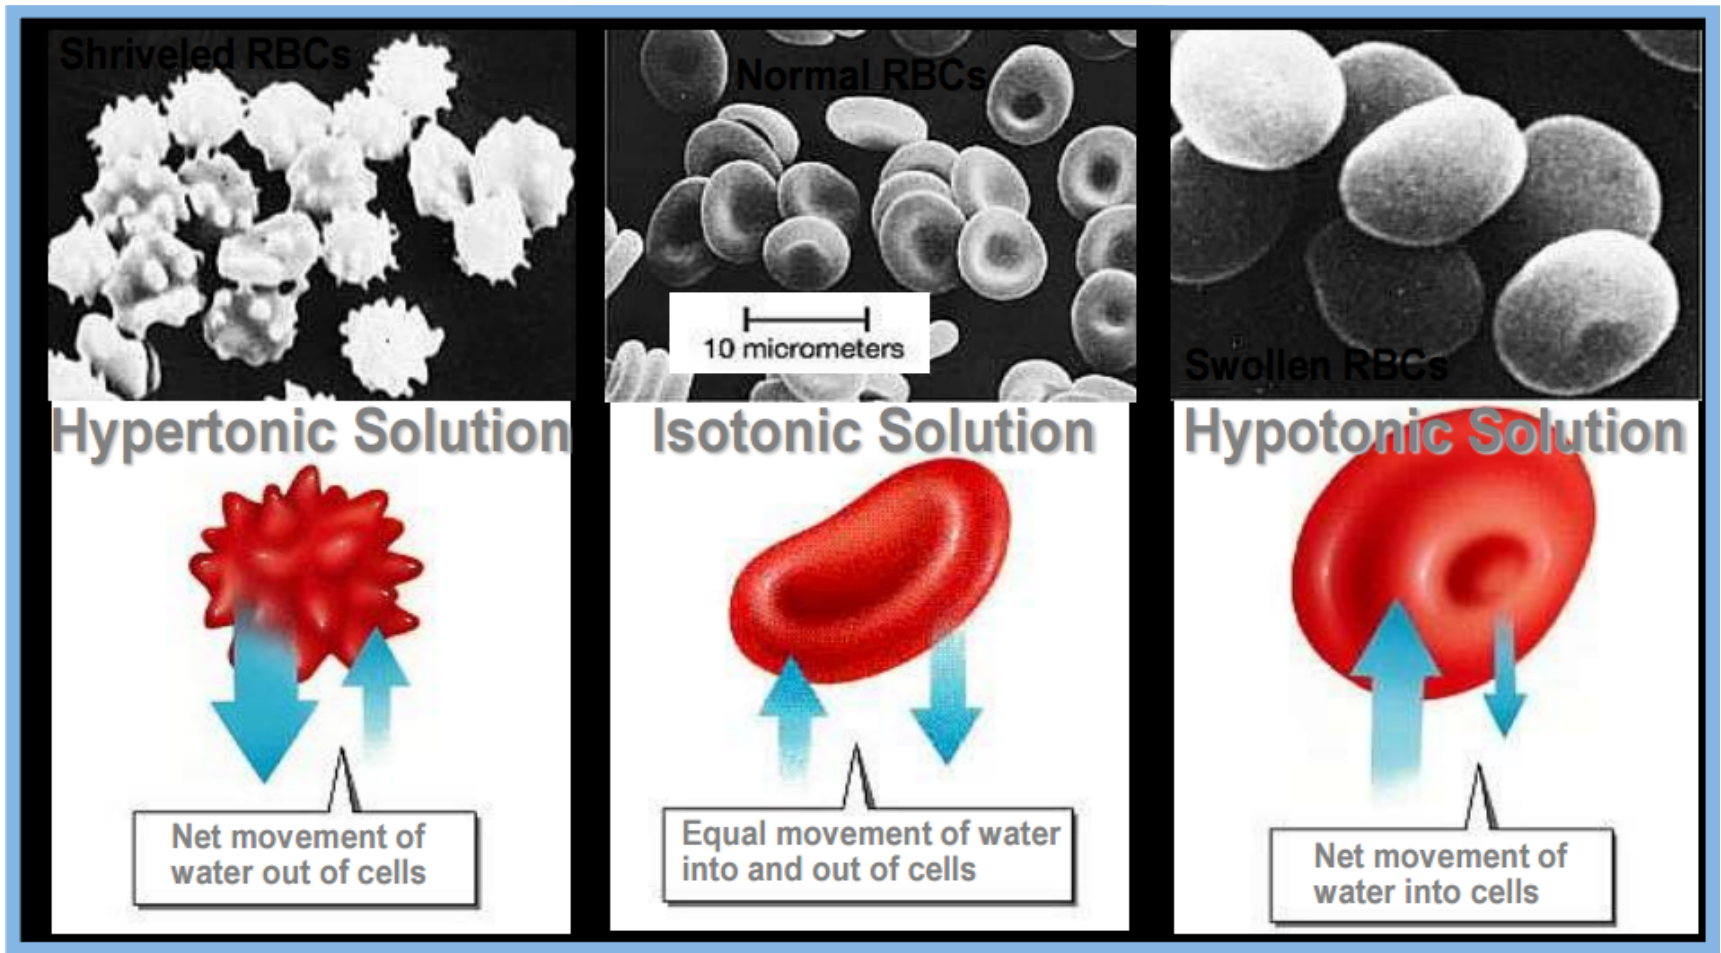 Shriveled RBCs
Normal RBCs
10 micrometers
Swollen RBCs
Hypertonic Solution
Isotonic Solution
Hypotonic Solution
Net movement of
water out of cells
Equal movement of water
into and out of cells
Net movement of
water into cells